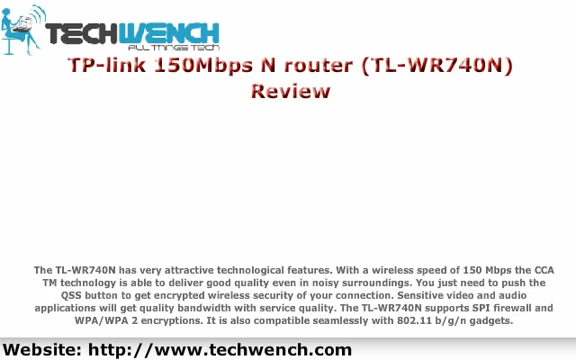 TECHWENCH
ALL THINGS TECH
TP-link 150Mbps N router (TL-WR740N)
Review
The TL-WR740N has very attractive technological features. With a wireless speed of 150 Mbps the CCA
TM technology is able to deliver good quality even in noisy surroundings. You just need to push the
QSS button to get encrypted wireless security of your connection. Sensitive video and audio
applications will get quality bandwidth with service quality. The TL-WR740N supports SPI firewall and
WPA/WPA 2 encryptions. It is also compatible seamlessly with 802.11 b/g/n gadgets.
Website: http://www.techwench.com